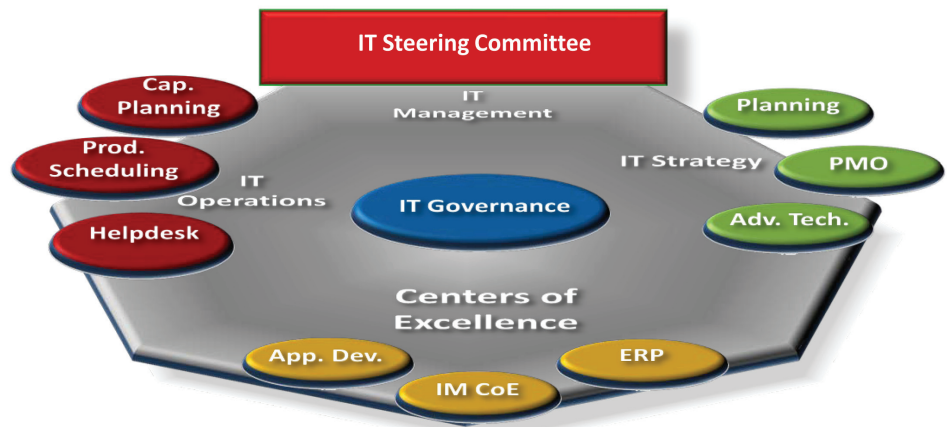 IT Steering Committee
IT
Management
Cap.
Planning
Prod.
Scheduling
Helpdesk
IT
Operations
IT Governance
IT Strategy
Planning
PMO
Adv. Tech.
Centers of
Excellence
App. Dev.
IM CoE
ERP